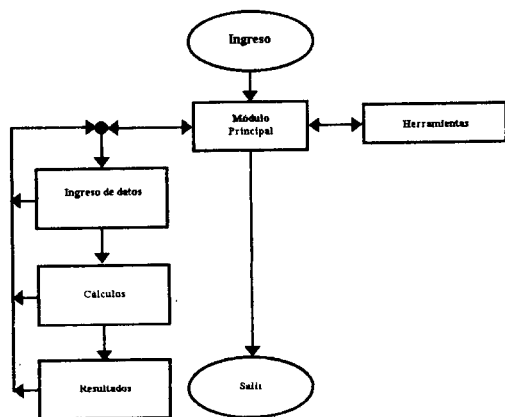 Ingreso
Módulo
Principal
Herramientas
Ingreso de datos
Cálculos
Resultados
Salir